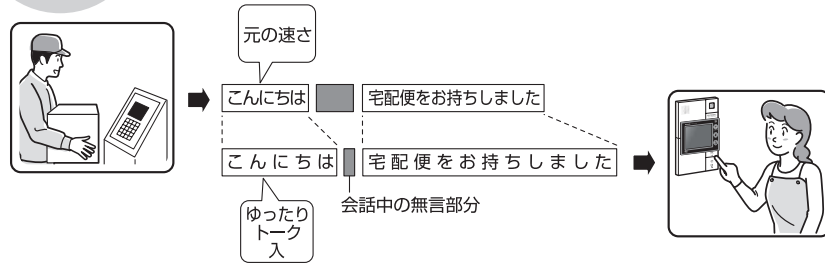 元の速さ
こんにちは 宅配便をお持ちしました
こんにちは 宅配便をお持ちしました
会話中の無言部分
ゆったり
トーク
入